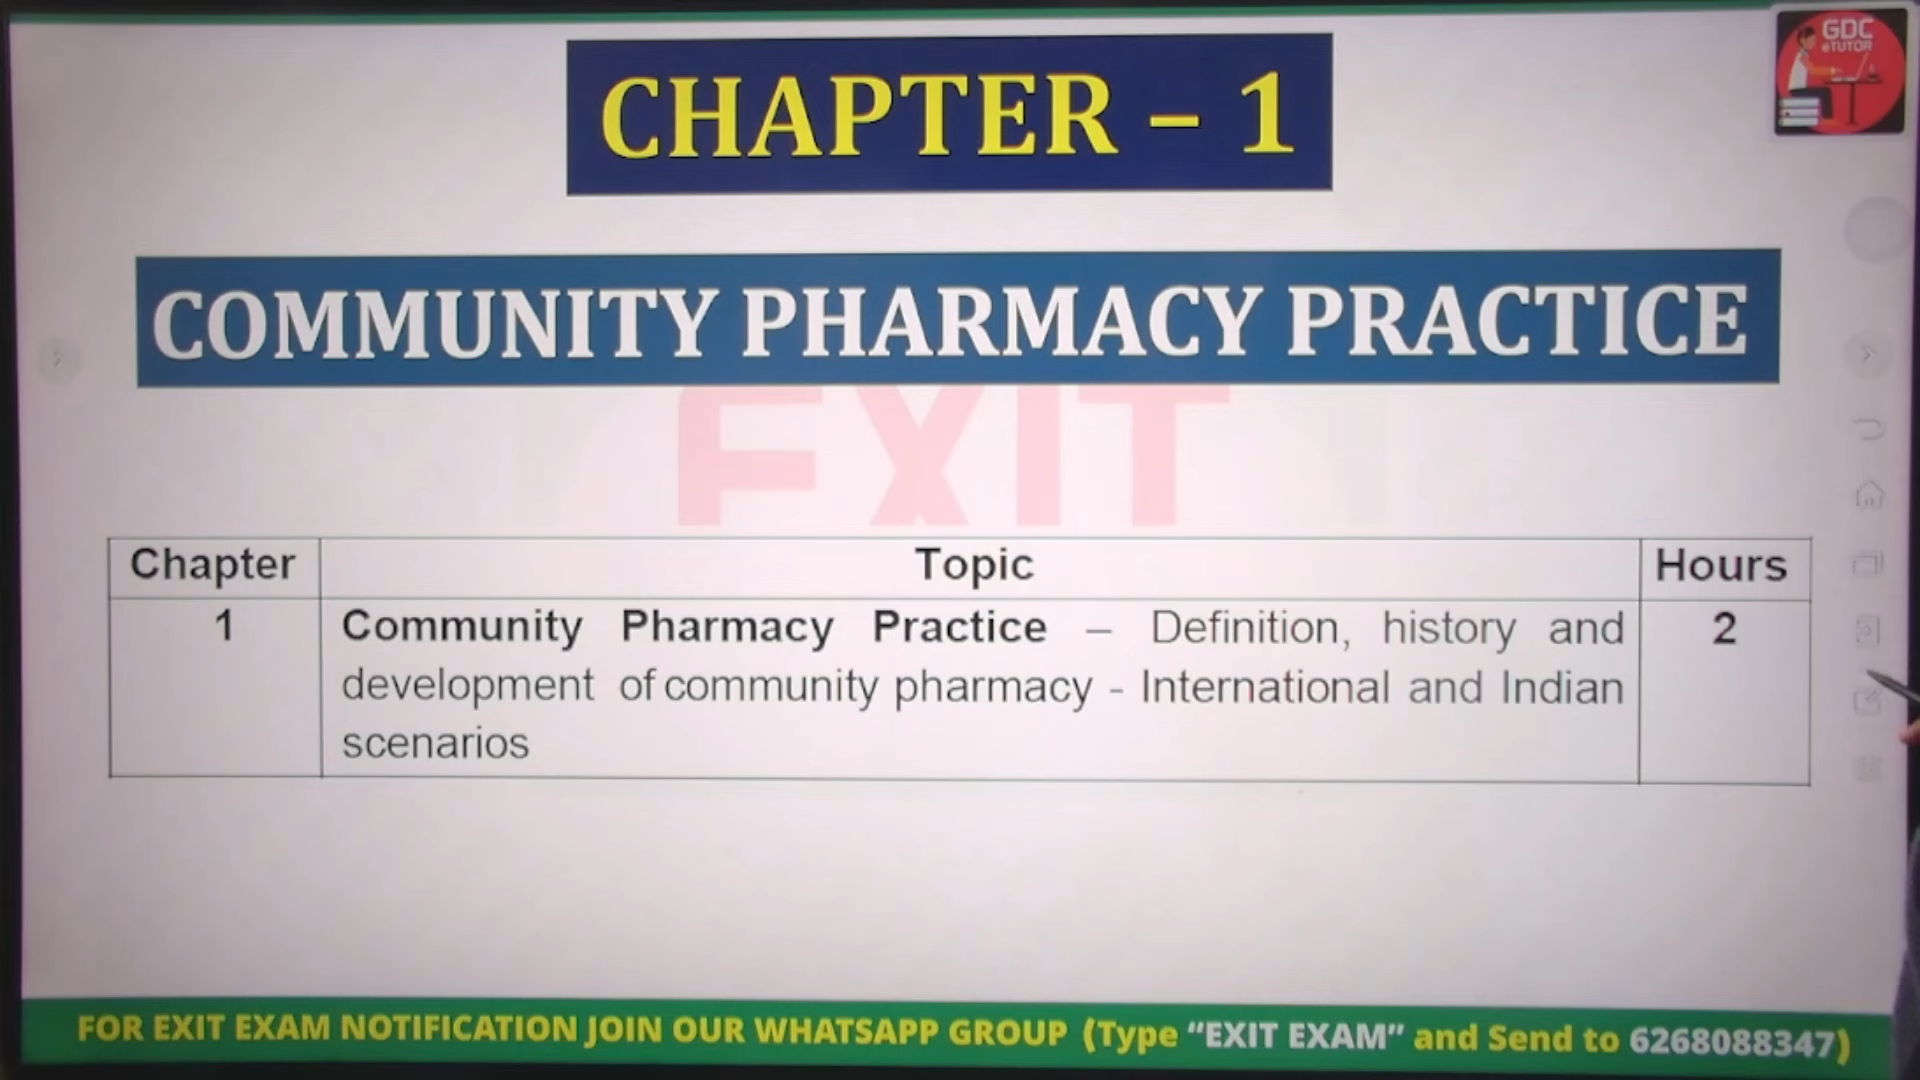 GDC
eTUTOR
CHAPTER – 1
COMMUNITY PHARMACY PRACTICE
EXIT
Chapter Topic Hours
1 Community Pharmacy Practice – Definition, history and 2
development of community pharmacy - International and Indian
scenarios
FOR EXIT EXAM NOTIFICATION JOIN OUR WHATSAPP GROUP (Type “EXIT EXAM” and Send to 6268088347)